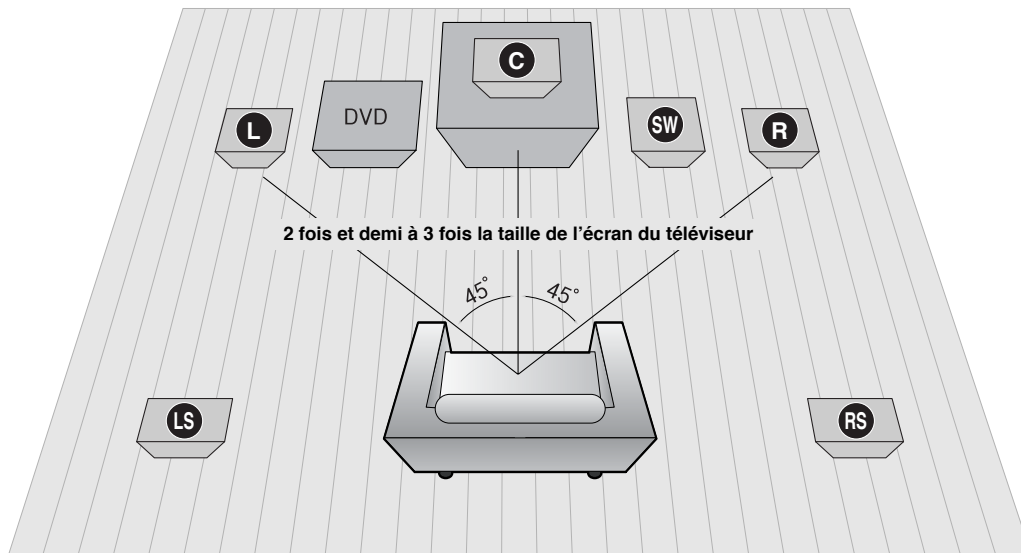 C
L
DVD
SW
R
2 fois et demi à 3 fois la taille de l'écran du téléviseur
45°
45°
LS
RS